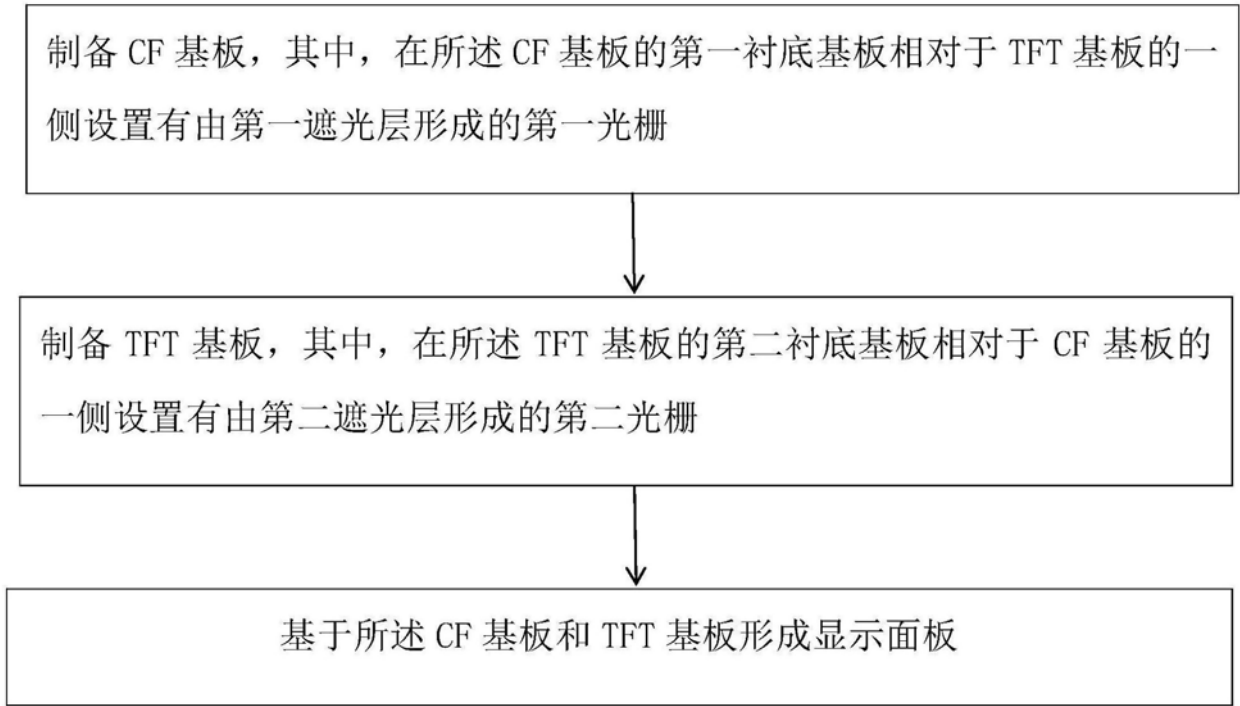 制备 CF 基板，其中，在所述 CF 基板的第一衬底基板相对于 TFT 基板的一
侧设置有由第一遮光层形成的第一光栅
制备 TFT 基板，其中，在所述 TFT 基板的第二衬底基板相对于 CF 基板的
一侧设置有由第二遮光层形成的第二光栅
基于所述 CF 基板和 TFT 基板形成显示面板